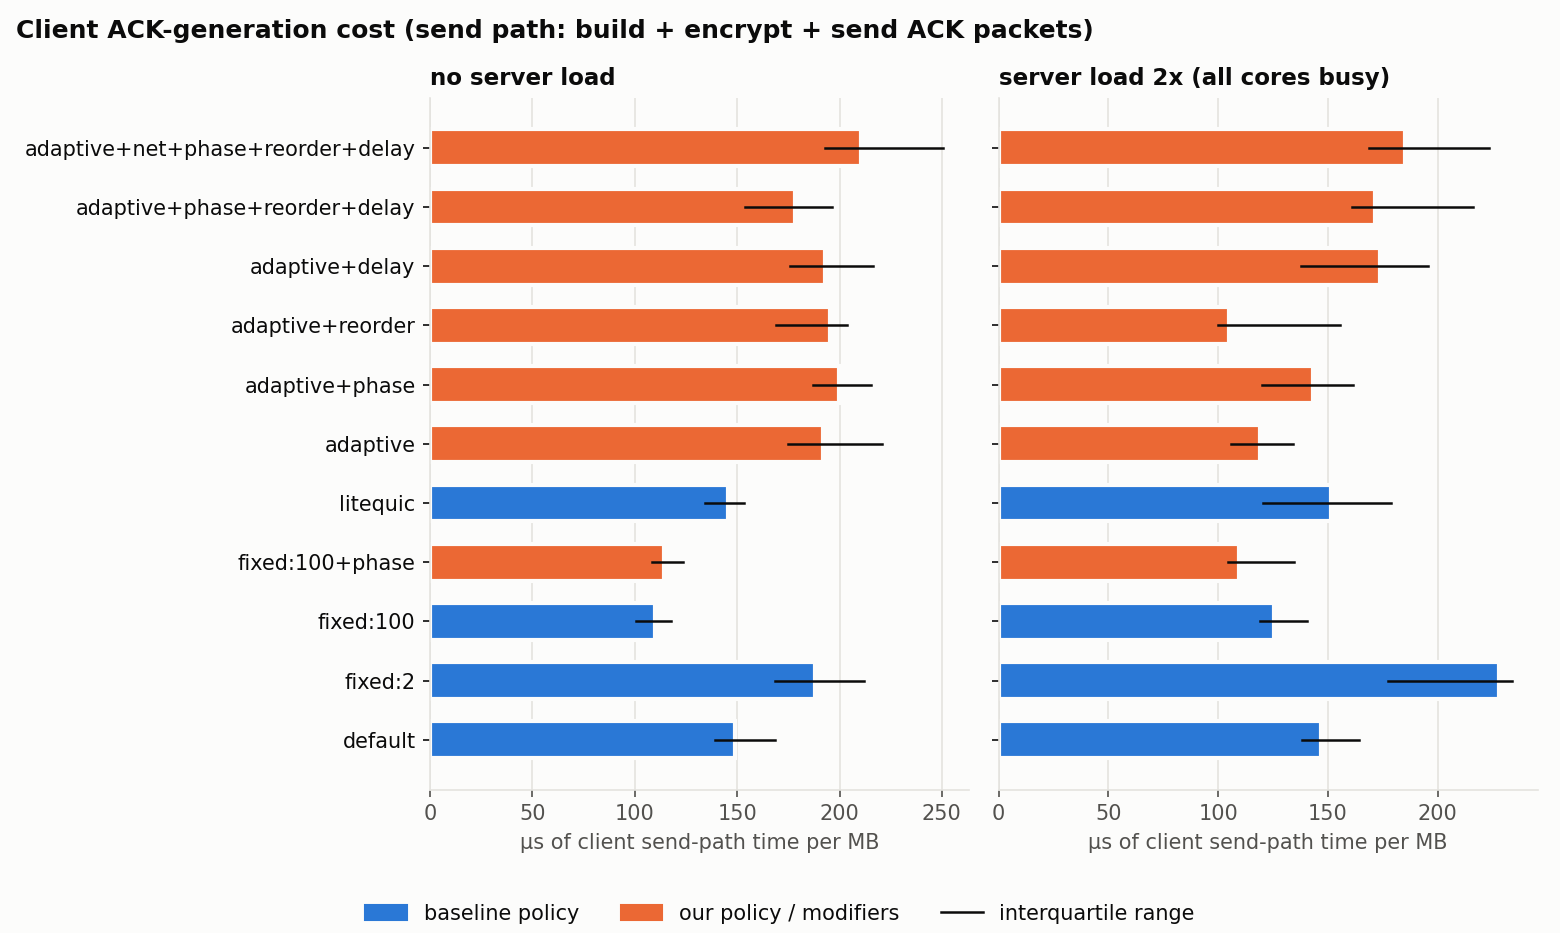 Client ACK-generation cost (send path: build + encrypt + send ACK packets)
no server load
server load 2x (all cores busy)
adaptive+net+phase+reorder+delay
adaptive+phase+reorder+delay
adaptive+delay
adaptive+reorder
adaptive+phase
adaptive
litequic
fixed:100+phase
fixed:100
fixed:2
default
0 50 100 150 200 250
0 50 100 150 200
µs of client send-path time per MB
µs of client send-path time per MB
baseline policy
our policy / modifiers
interquartile range